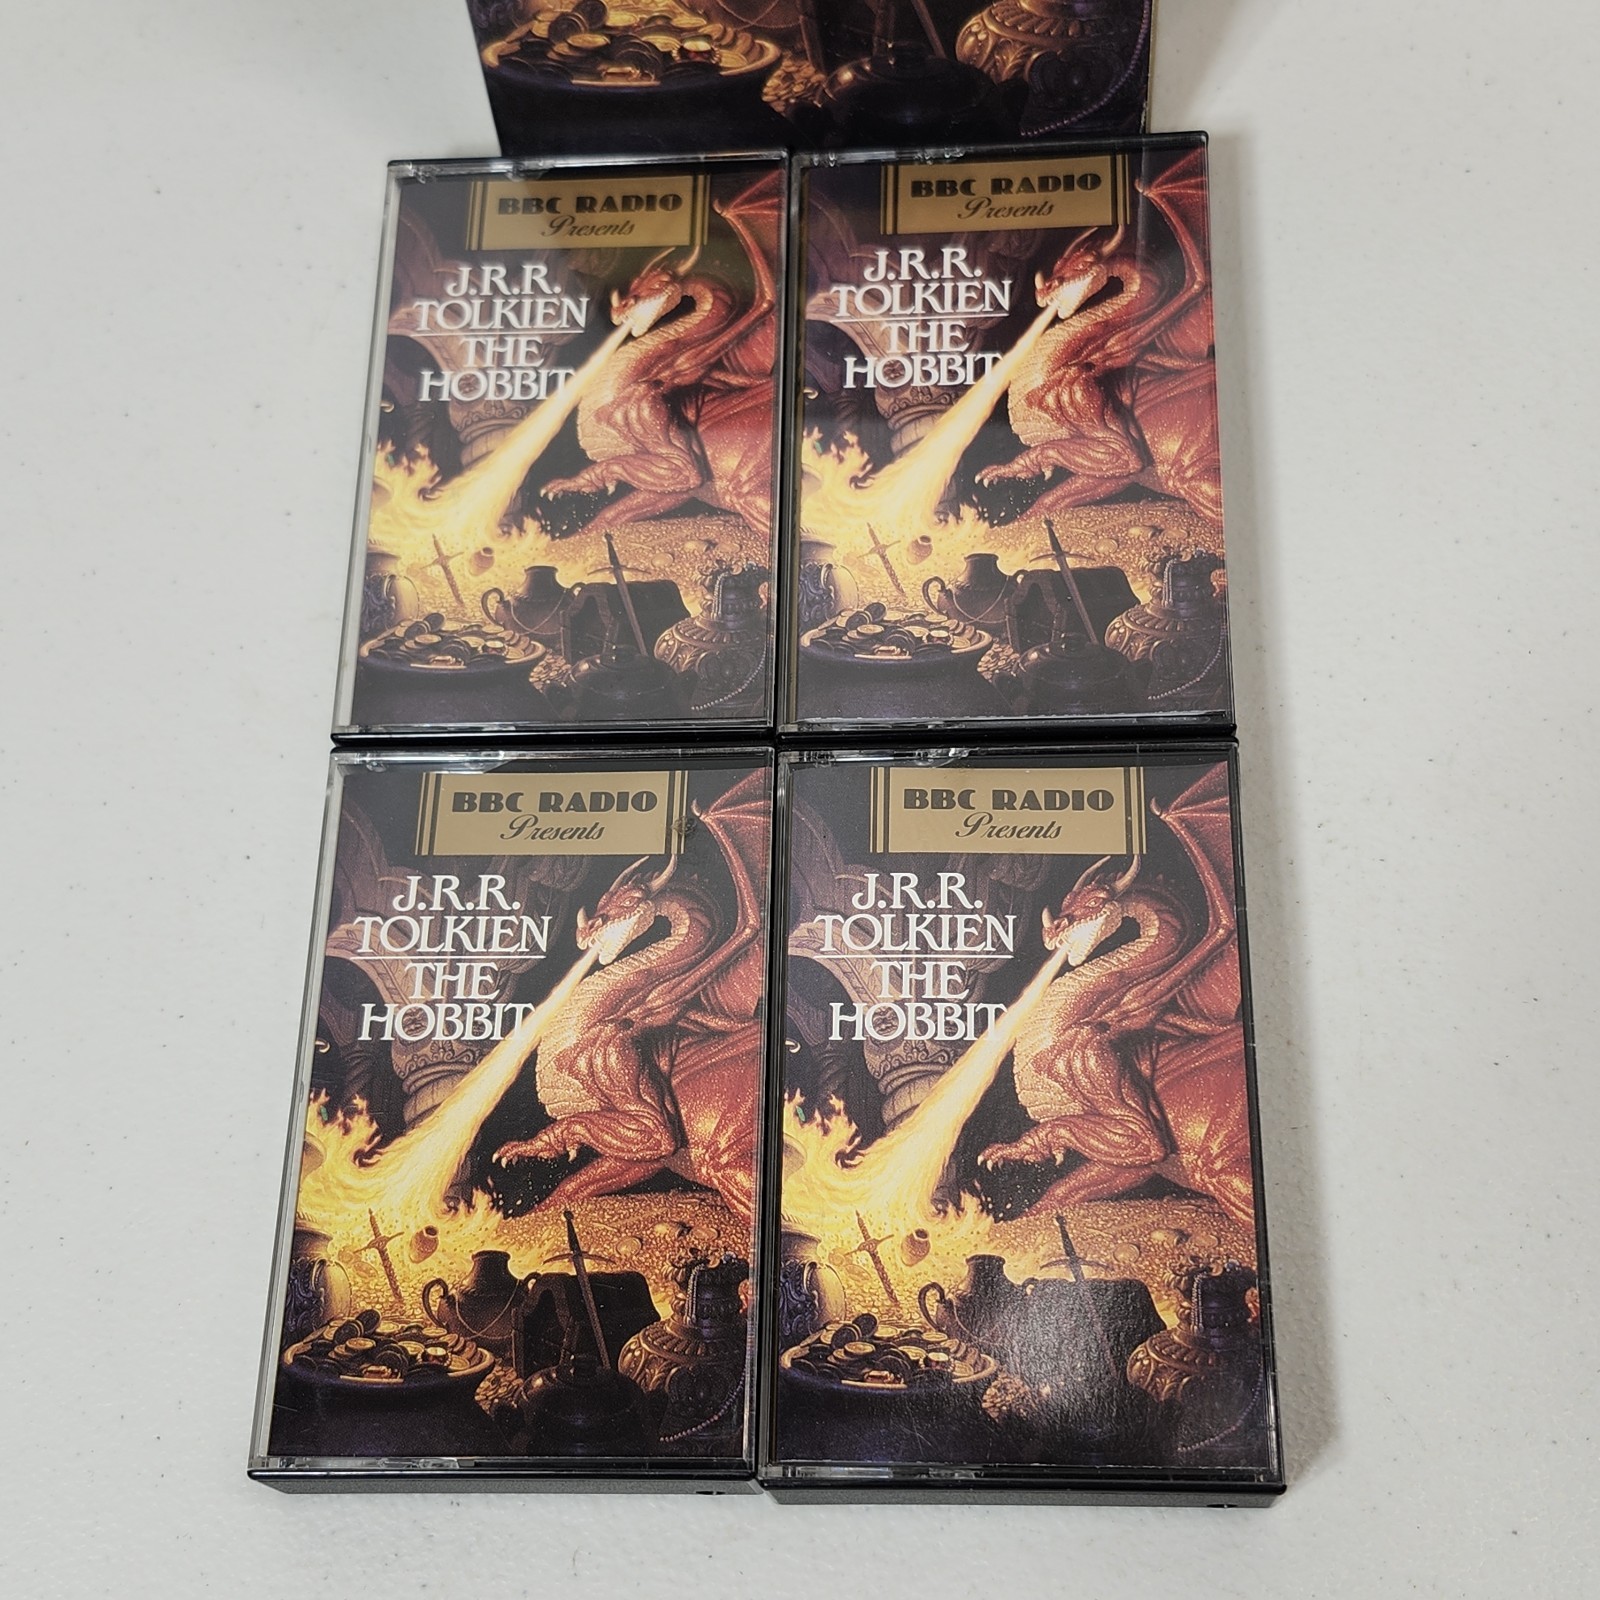 BBC RADIO
Presents
J.R.R.
TOLKIEN
THE
HOBBIT
BBC RADIO
Presents
J.R.R.
TOLKIEN
THE
HOBBIT
BBC RADIO
Presents
J.R.R.
TOLKIEN
THE
HOBBIT
BBC RADIO
Presents
J.R.R.
TOLKIEN
THE
HOBBIT